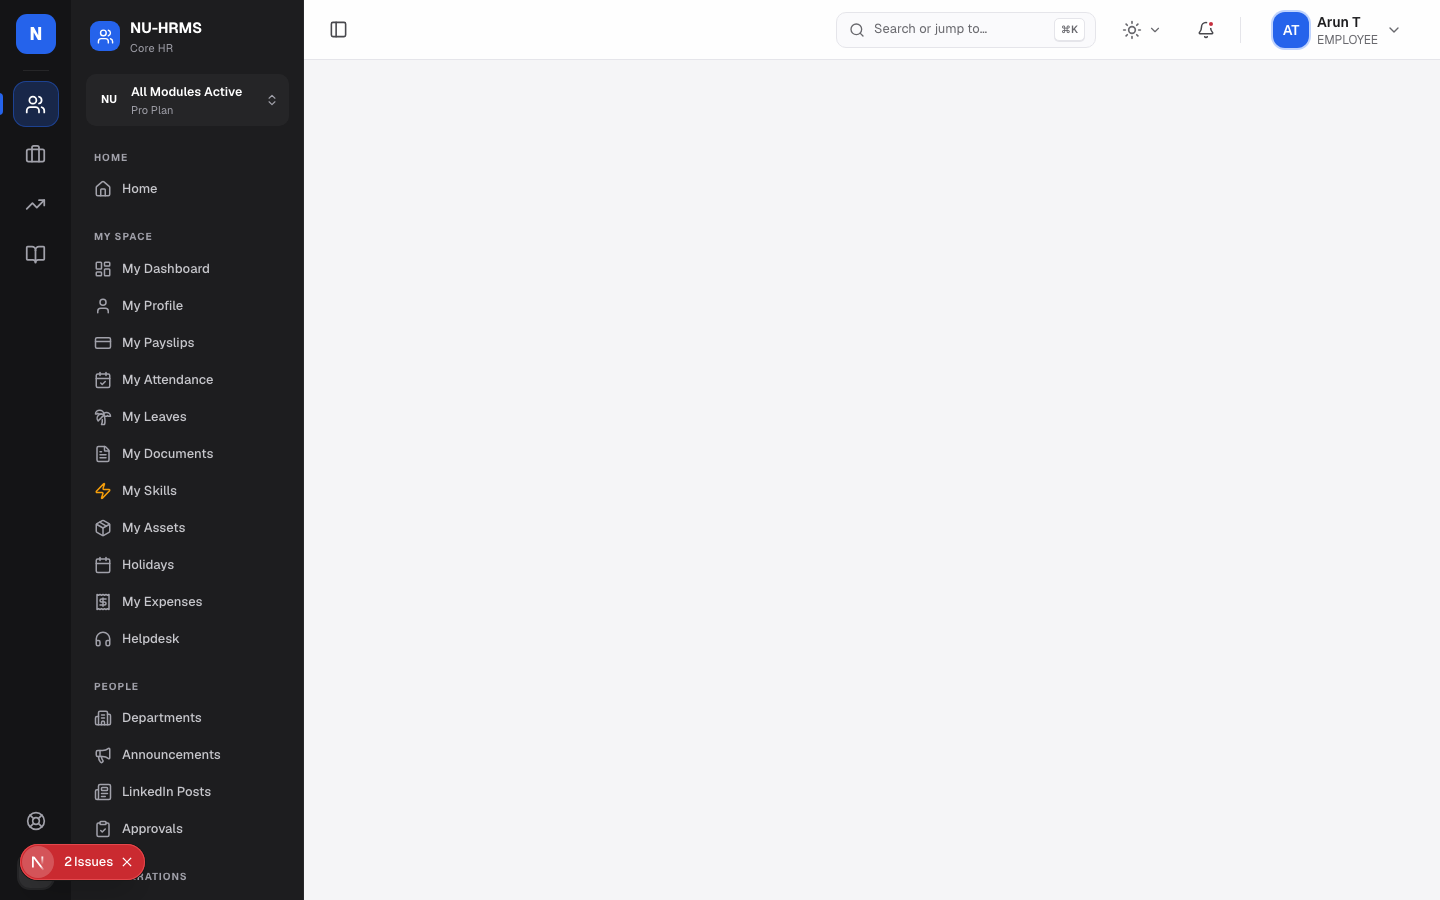 N
NU-HRMS
Core HR
NU
All Modules Active
Pro Plan
HOME
Home
MY SPACE
My Dashboard
My Profile
My Payslips
My Attendance
My Leaves
My Documents
My Skills
My Assets
Holidays
My Expenses
Helpdesk
PEOPLE
Departments
Announcements
LinkedIn Posts
Approvals
N
2 Issues
Search or jump to...
⌘K
AT
Arun T
EMPLOYEE